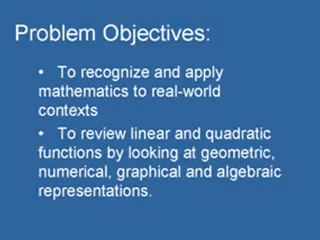 Problem Objectives:
• To recognize and apply
mathematics to real-world
contexts
• To review linear and quadratic
functions by looking at geometric,
numerical, graphical and algebraic
representations.